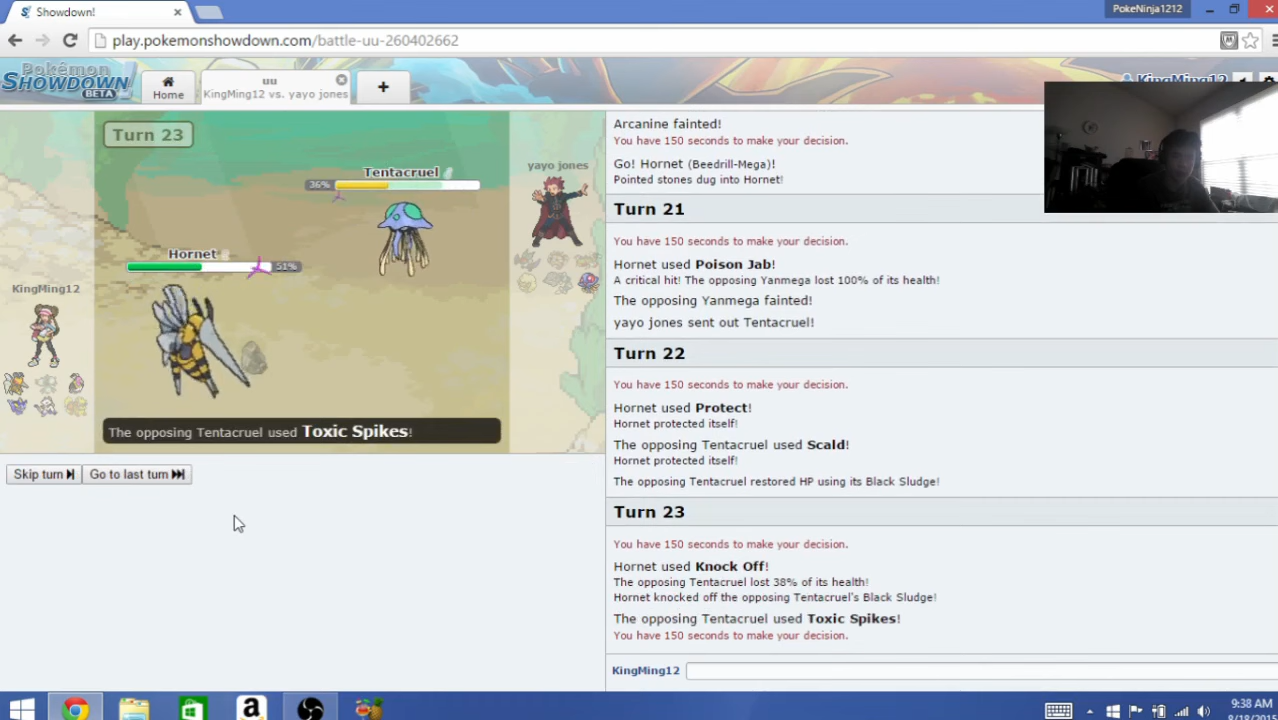 Showdown!
PokeNinja1212
play.pokemonshowdown.com/battle-uu-260402662
Pokémon
SHOWDOWN
BETA
Home
uu
KingMing12 vs. yayo jones
KingMing12
Turn 23
Tentacruel
36%
Hornet
51%
KingMing12
yayo jones
The opposing Tentacruel used Toxic Spikes!
Skip turn
Go to last turn
Arcanine fainted!
You have 150 seconds to make your decision.
Go! Hornet (Beedrill-Mega)!
Pointed stones dug into Hornet!
Turn 21
You have 150 seconds to make your decision.
Hornet used Poison Jab!
A critical hit! The opposing Yanmega lost 100% of its health!
The opposing Yanmega fainted!
yayo jones sent out Tentacruel!
Turn 22
You have 150 seconds to make your decision.
Hornet used Protect!
Hornet protected itself!
The opposing Tentacruel used Scald!
Hornet protected itself!
The opposing Tentacruel restored HP using its Black Sludge!
Turn 23
You have 150 seconds to make your decision.
Hornet used Knock Off!
The opposing Tentacruel lost 38% of its health!
Hornet knocked off the opposing Tentacruel's Black Sludge!
The opposing Tentacruel used Toxic Spikes!
You have 150 seconds to make your decision.
KingMing12
9:38 AM